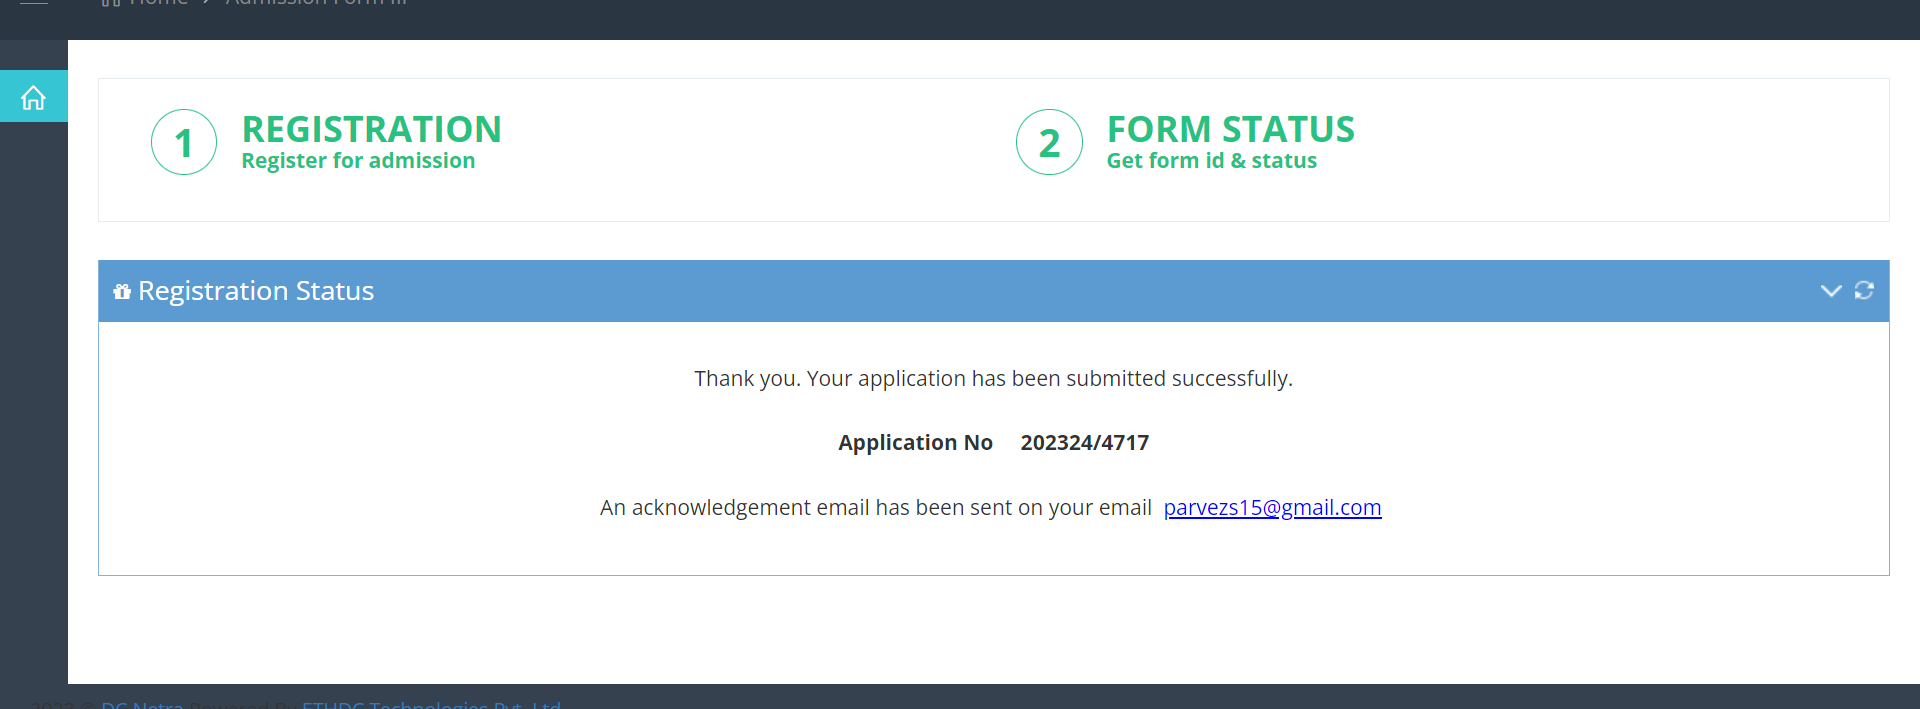 Home > Admission Form III
1 REGISTRATION
Register for admission
2 FORM STATUS
Get form id & status
Registration Status
Thank you. Your application has been submitted successfully.
Application No 202324/4717
An acknowledgement email has been sent on your email parvezs15@gmail.com
2022 © DC Netra Powered By ETHDC Technologies Pvt. Ltd